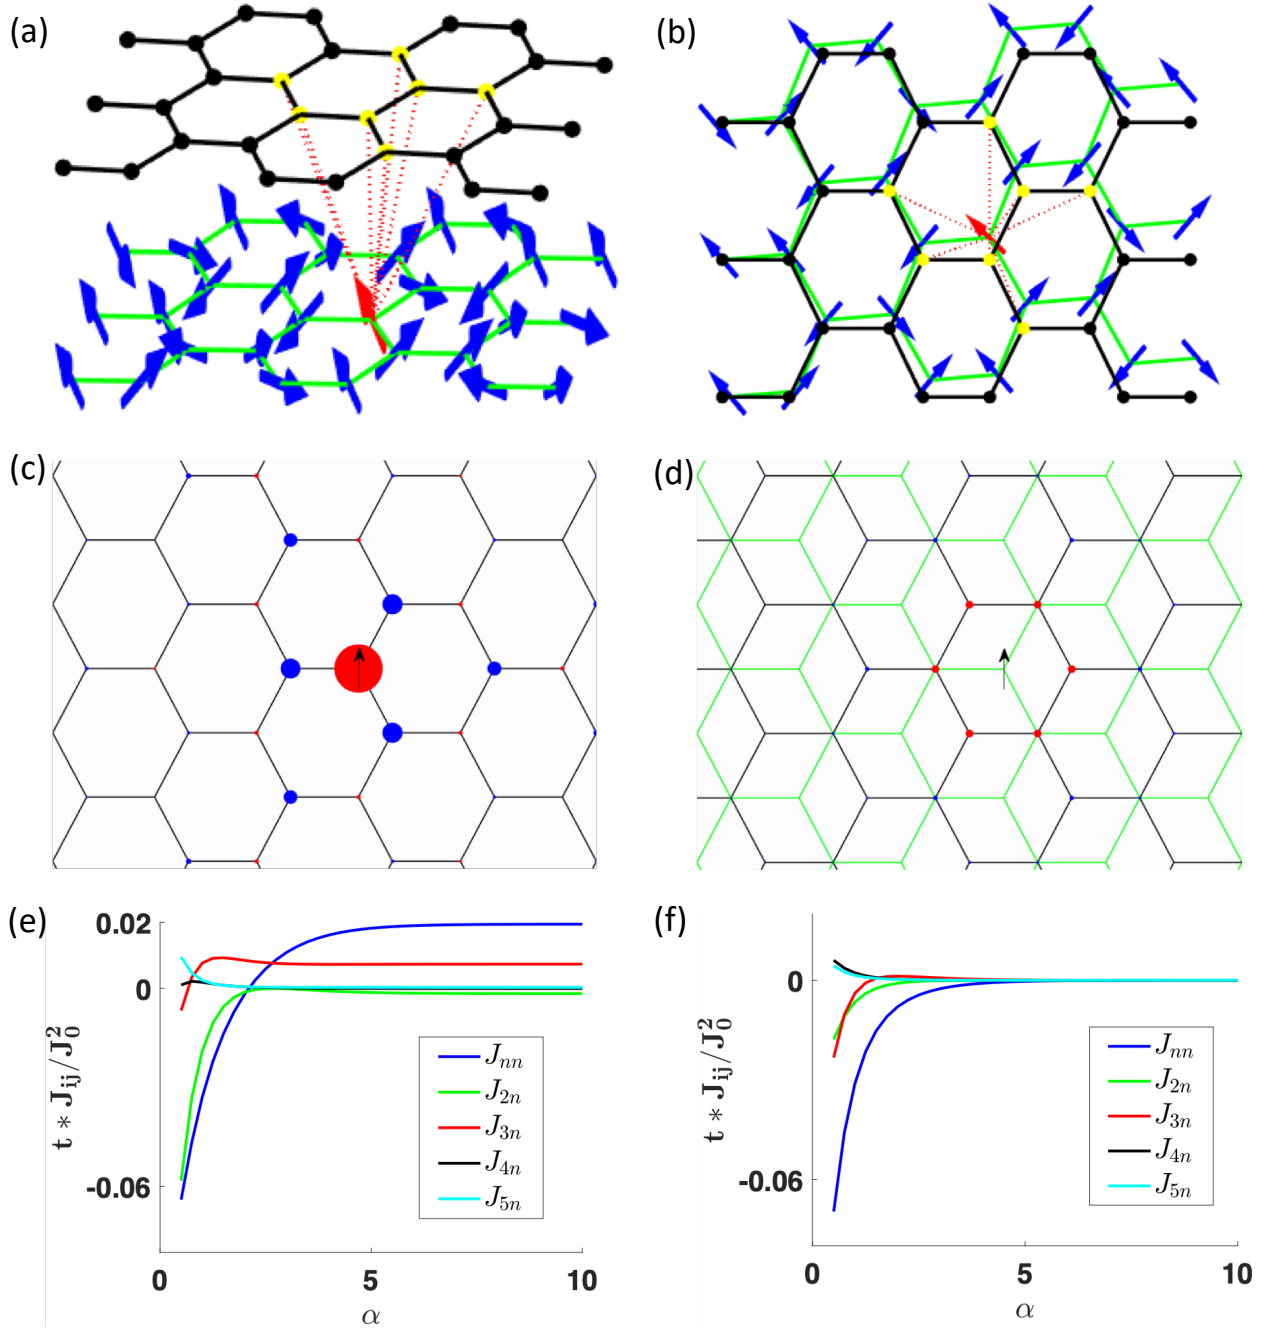 (a)
(b)
(c)
(d)
(e)
0.02
0
-0.06
t * J_ij/J_0^2
J_nn
J_2n
J_3n
J_4n
J_5n
0
5
10
α
(f)
0
-0.06
t * J_ij/J_0^2
J_nn
J_2n
J_3n
J_4n
J_5n
0
5
10
α